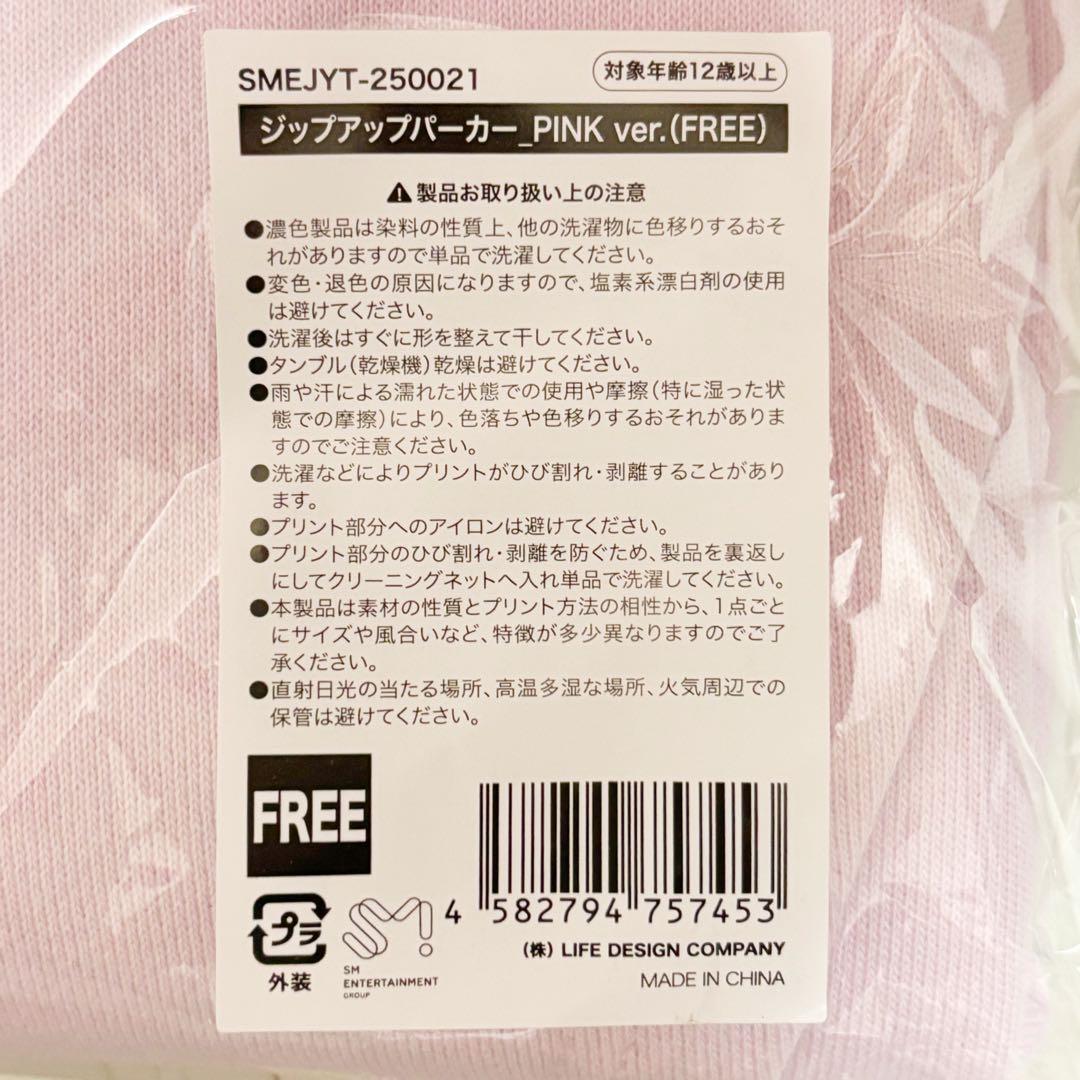 SMEJYT-250021
対象年齢12歳以上
ジップアップパーカー_PINK ver.(FREE)
製品お取り扱い上の注意
●濃色製品は染料の性質上、他の洗濯物に色移りするおそ
れがありますので単品で洗濯してください。
●変色・退色の原因になりますので、塩素系漂白剤の使用
は避けてください。
●洗濯後はすぐに形を整えて干してください。
●タンブル(乾燥機)乾燥は避けてください。
●雨や汗による濡れた状態での使用や摩擦(特に湿った状
態での摩擦)により、色落ちや色移りするおそれがありま
すのでご注意ください。
●洗濯などによりプリントがひび割れ・剥離することがあり
ます。
●プリント部分へのアイロンは避けてください。
●プリント部分のひび割れ・剥離を防ぐため、製品を裏返し
にしてクリーニングネットへ入れ単品で洗濯してください。
●本製品は素材の性質とプリント方法の相性から、1点ごと
にサイズや風合いなど、特徴が多少異なりますのでご了
承ください。
●直射日光の当たる場所、高温多湿な場所、火気周辺での
保管は避けてください。
FREE
プラ
外装
SM
SM
ENTERTAINMENT
GROUP
4 582794 757453
(株) LIFE DESIGN COMPANY
MADE IN CHINA